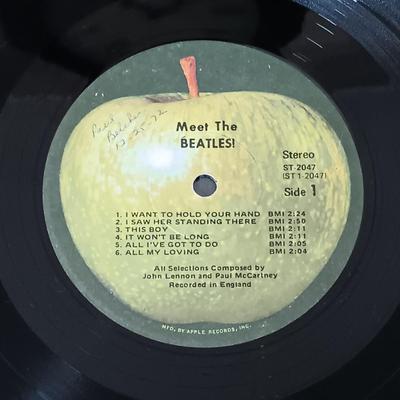 12-25-72
Meet The
BEATLES!
Stereo
ST-2047
(ST 1-2047)
Side 1
1. I WANT TO HOLD YOUR HAND BMI 2:24
2. I SAW HER STANDING THERE BMI 2:50
3. THIS BOY BMI 2:11
4. IT WON'T BE LONG BMI 2:11
5. ALL I'VE GOT TO DO BMI 2:05
6. ALL MY LOVING BMI 2:04
All Selections Composed by
John Lennon and Paul McCartney
Recorded in England
MFD. BY APPLE RECORDS, INC.